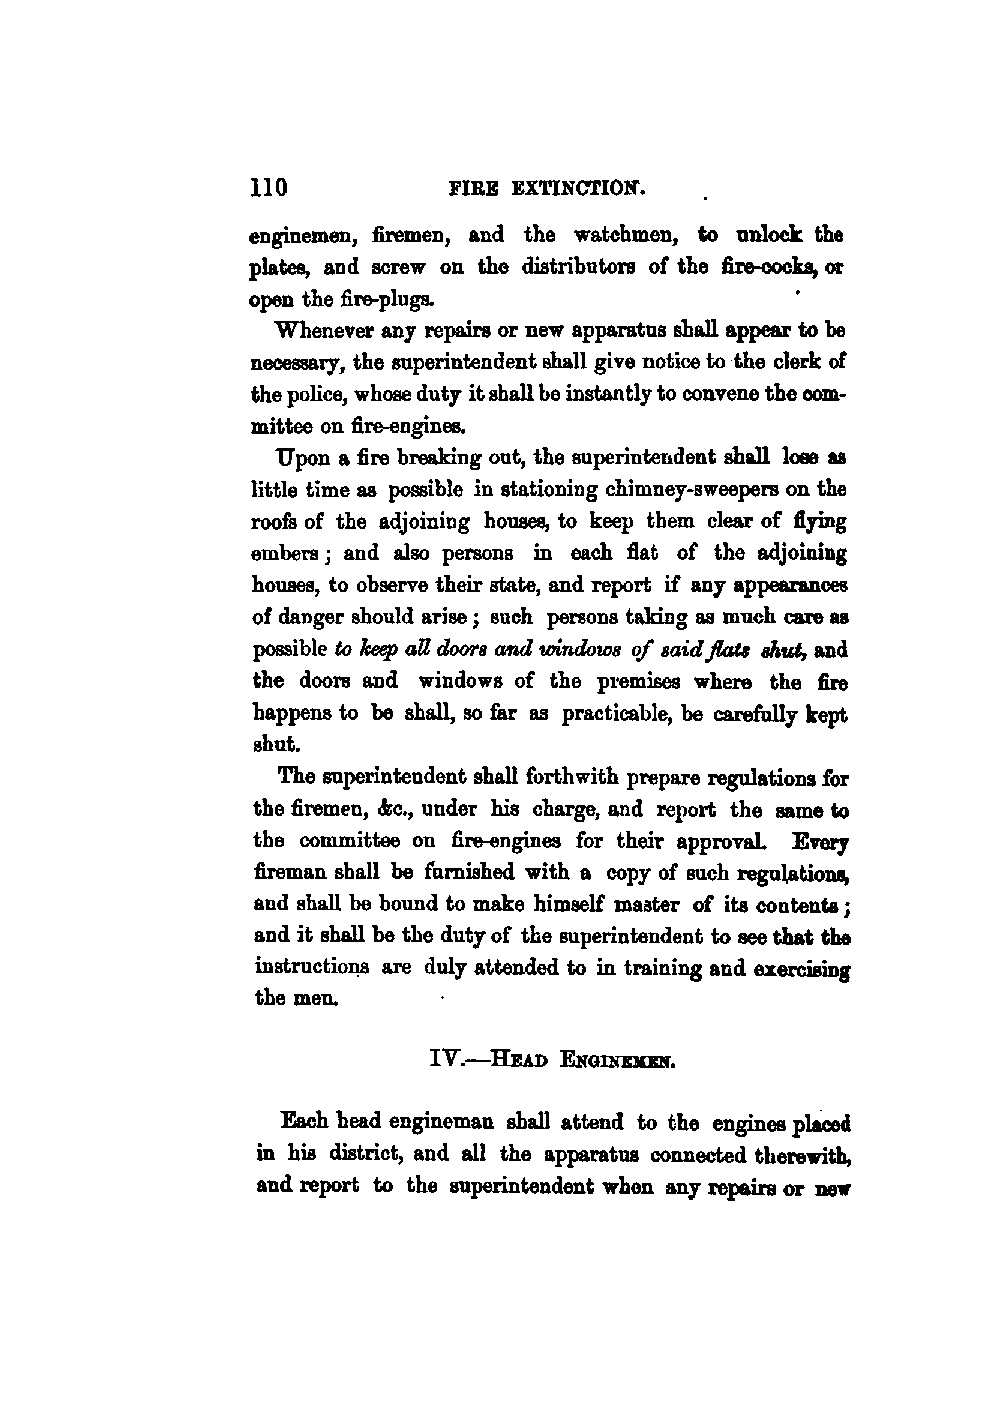 110 FIRE EXTINCTION.
enginemen, firemen, and the watchmen, to unlock the
plates, and screw on the distributors of the fire-cocks, or
open the fire-plugs.
Whenever any repairs or new apparatus shall appear to be
necessary, the superintendent shall give notice to the clerk of
the police, whose duty it shall be instantly to convene the com-
mittee on fire-engines.
Upon a fire breaking out, the superintendent shall lose as
little time as possible in stationing chimney-sweepers on the
roofs of the adjoining houses, to keep them clear of flying
embers; and also persons in each flat of the adjoining
houses, to observe their state, and report if any appearances
of danger should arise; such persons taking as much care as
possible to keep all doors and windows of said flats shut, and
the doors and windows of the premises where the fire
happens to be shall, so far as practicable, be carefully kept
shut.
The superintendent shall forthwith prepare regulations for
the firemen, &c., under his charge, and report the same to
the committee on fire-engines for their approval. Every
fireman shall be furnished with a copy of such regulations,
and shall be bound to make himself master of its contents;
and it shall be the duty of the superintendent to see that the
instructions are duly attended to in training and exercising
the men.
IV.—HEAD ENGINEMEN.
Each head engineman shall attend to the engines placed
in his district, and all the apparatus connected therewith,
and report to the superintendent when any repairs or new